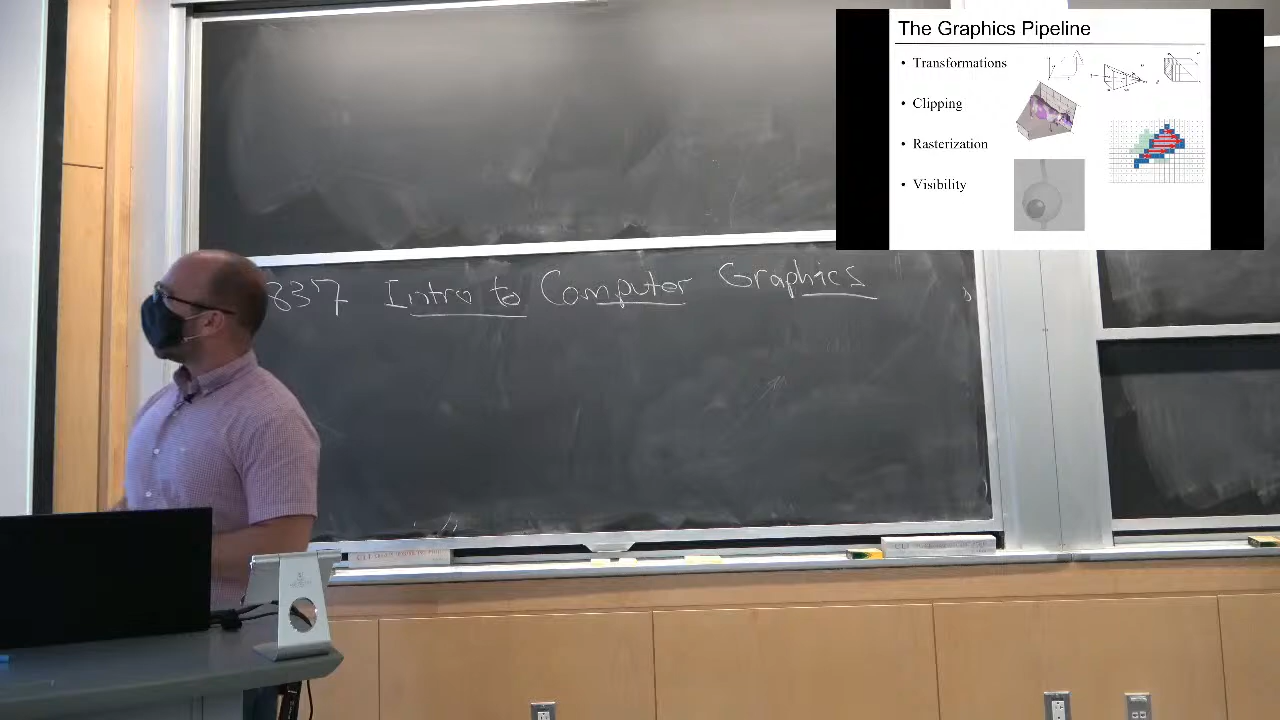 The Graphics Pipeline
• Transformations
• Clipping
• Rasterization
• Visibility
837 Intro to Computer Graphics